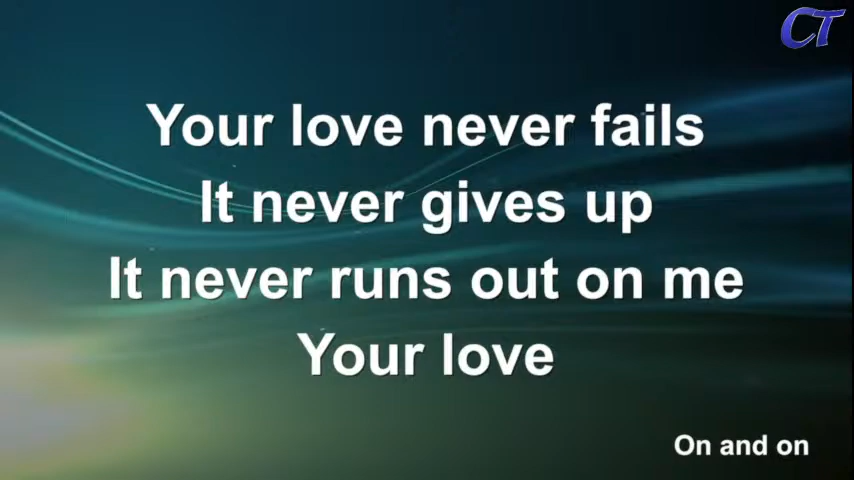 CT
Your love never fails
It never gives up
It never runs out on me
Your love
On and on